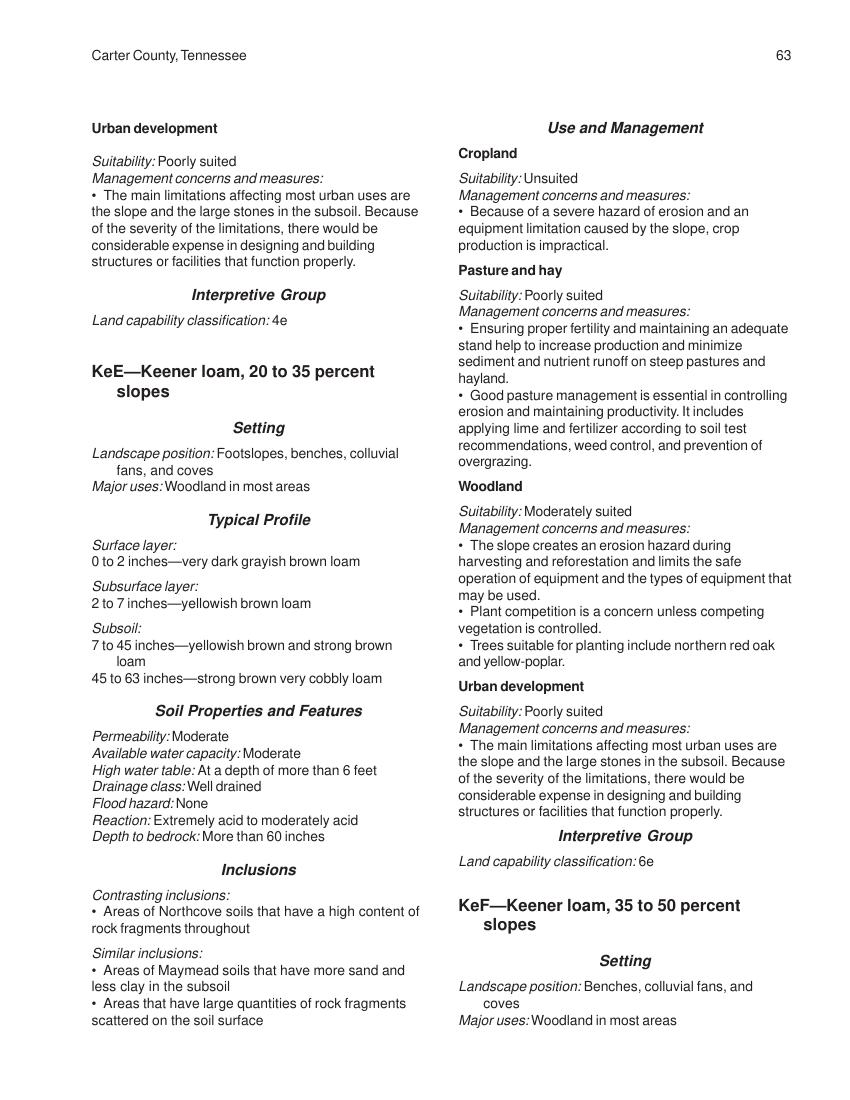 Carter County, Tennessee
63
Urban development
Suitability: Poorly suited
Management concerns and measures:
• The main limitations affecting most urban uses are
the slope and the large stones in the subsoil. Because
of the severity of the limitations, there would be
considerable expense in designing and building
structures or facilities that function properly.
Interpretive Group
Land capability classification: 4e
KeE—Keener loam, 20 to 35 percent
slopes
Setting
Landscape position: Footslopes, benches, colluvial
fans, and coves
Major uses: Woodland in most areas
Typical Profile
Surface layer:
0 to 2 inches—very dark grayish brown loam
Subsurface layer:
2 to 7 inches—yellowish brown loam
Subsoil:
7 to 45 inches—yellowish brown and strong brown
loam
45 to 63 inches—strong brown very cobbly loam
Soil Properties and Features
Permeability: Moderate
Available water capacity: Moderate
High water table: At a depth of more than 6 feet
Drainage class: Well drained
Flood hazard: None
Reaction: Extremely acid to moderately acid
Depth to bedrock: More than 60 inches
Inclusions
Contrasting inclusions:
• Areas of Northcove soils that have a high content of
rock fragments throughout
Similar inclusions:
• Areas of Maymead soils that have more sand and
less clay in the subsoil
• Areas that have large quantities of rock fragments
scattered on the soil surface
Use and Management
Cropland
Suitability: Unsuited
Management concerns and measures:
• Because of a severe hazard of erosion and an
equipment limitation caused by the slope, crop
production is impractical.
Pasture and hay
Suitability: Poorly suited
Management concerns and measures:
• Ensuring proper fertility and maintaining an adequate
stand help to increase production and minimize
sediment and nutrient runoff on steep pastures and
hayland.
• Good pasture management is essential in controlling
erosion and maintaining productivity. It includes
applying lime and fertilizer according to soil test
recommendations, weed control, and prevention of
overgrazing.
Woodland
Suitability: Moderately suited
Management concerns and measures:
• The slope creates an erosion hazard during
harvesting and reforestation and limits the safe
operation of equipment and the types of equipment that
may be used.
• Plant competition is a concern unless competing
vegetation is controlled.
• Trees suitable for planting include northern red oak
and yellow-poplar.
Urban development
Suitability: Poorly suited
Management concerns and measures:
• The main limitations affecting most urban uses are
the slope and the large stones in the subsoil. Because
of the severity of the limitations, there would be
considerable expense in designing and building
structures or facilities that function properly.
Interpretive Group
Land capability classification: 6e
KeF—Keener loam, 35 to 50 percent
slopes
Setting
Landscape position: Benches, colluvial fans, and
coves
Major uses: Woodland in most areas